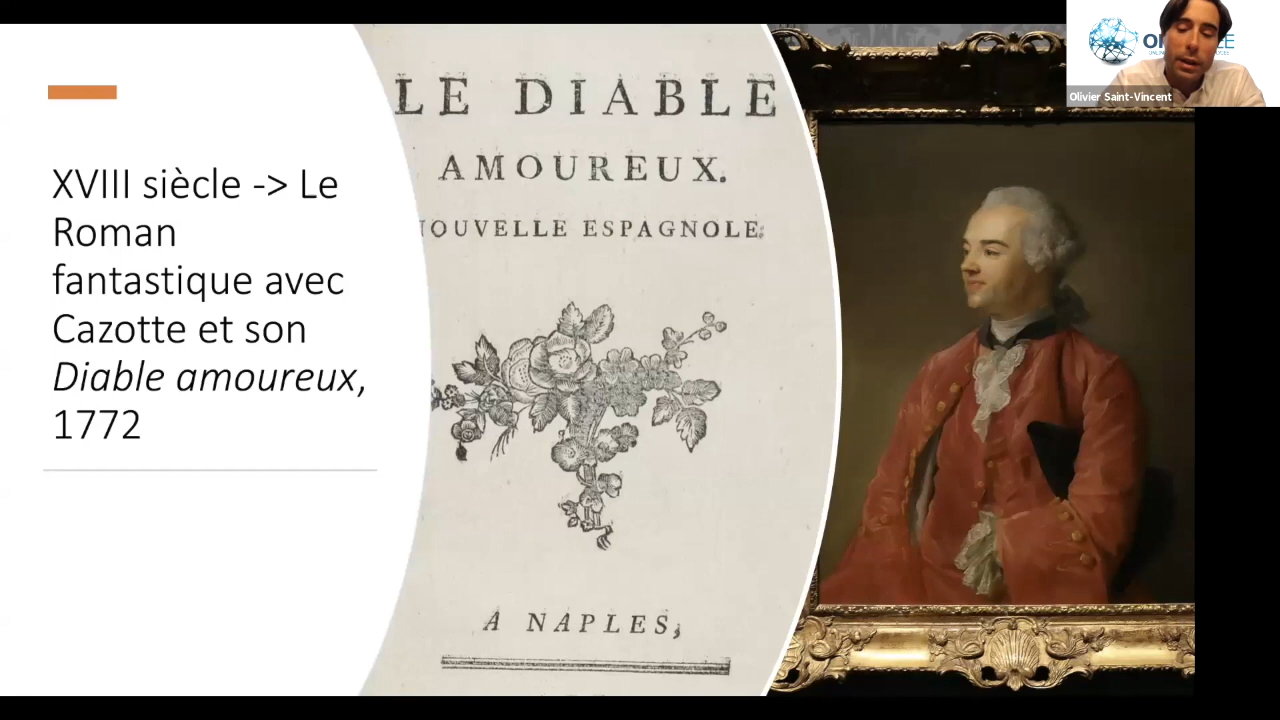 XVIII siècle -> Le
Roman
fantastique avec
Cazotte et son
Diable amoureux,
1772
LE DIABLE
AMOUREUX.
NOUVELLE ESPAGNOLE.
A NAPLES,
Olivier Saint-Vincent